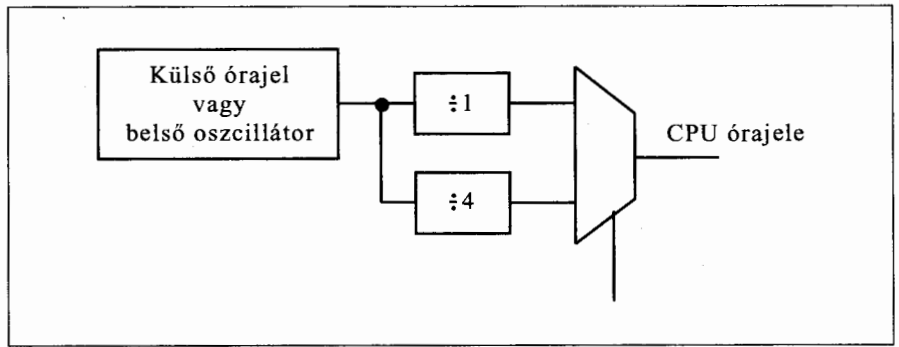 Külső órajel
vagy
belső oszcillátor
÷1
÷4
CPU órajele